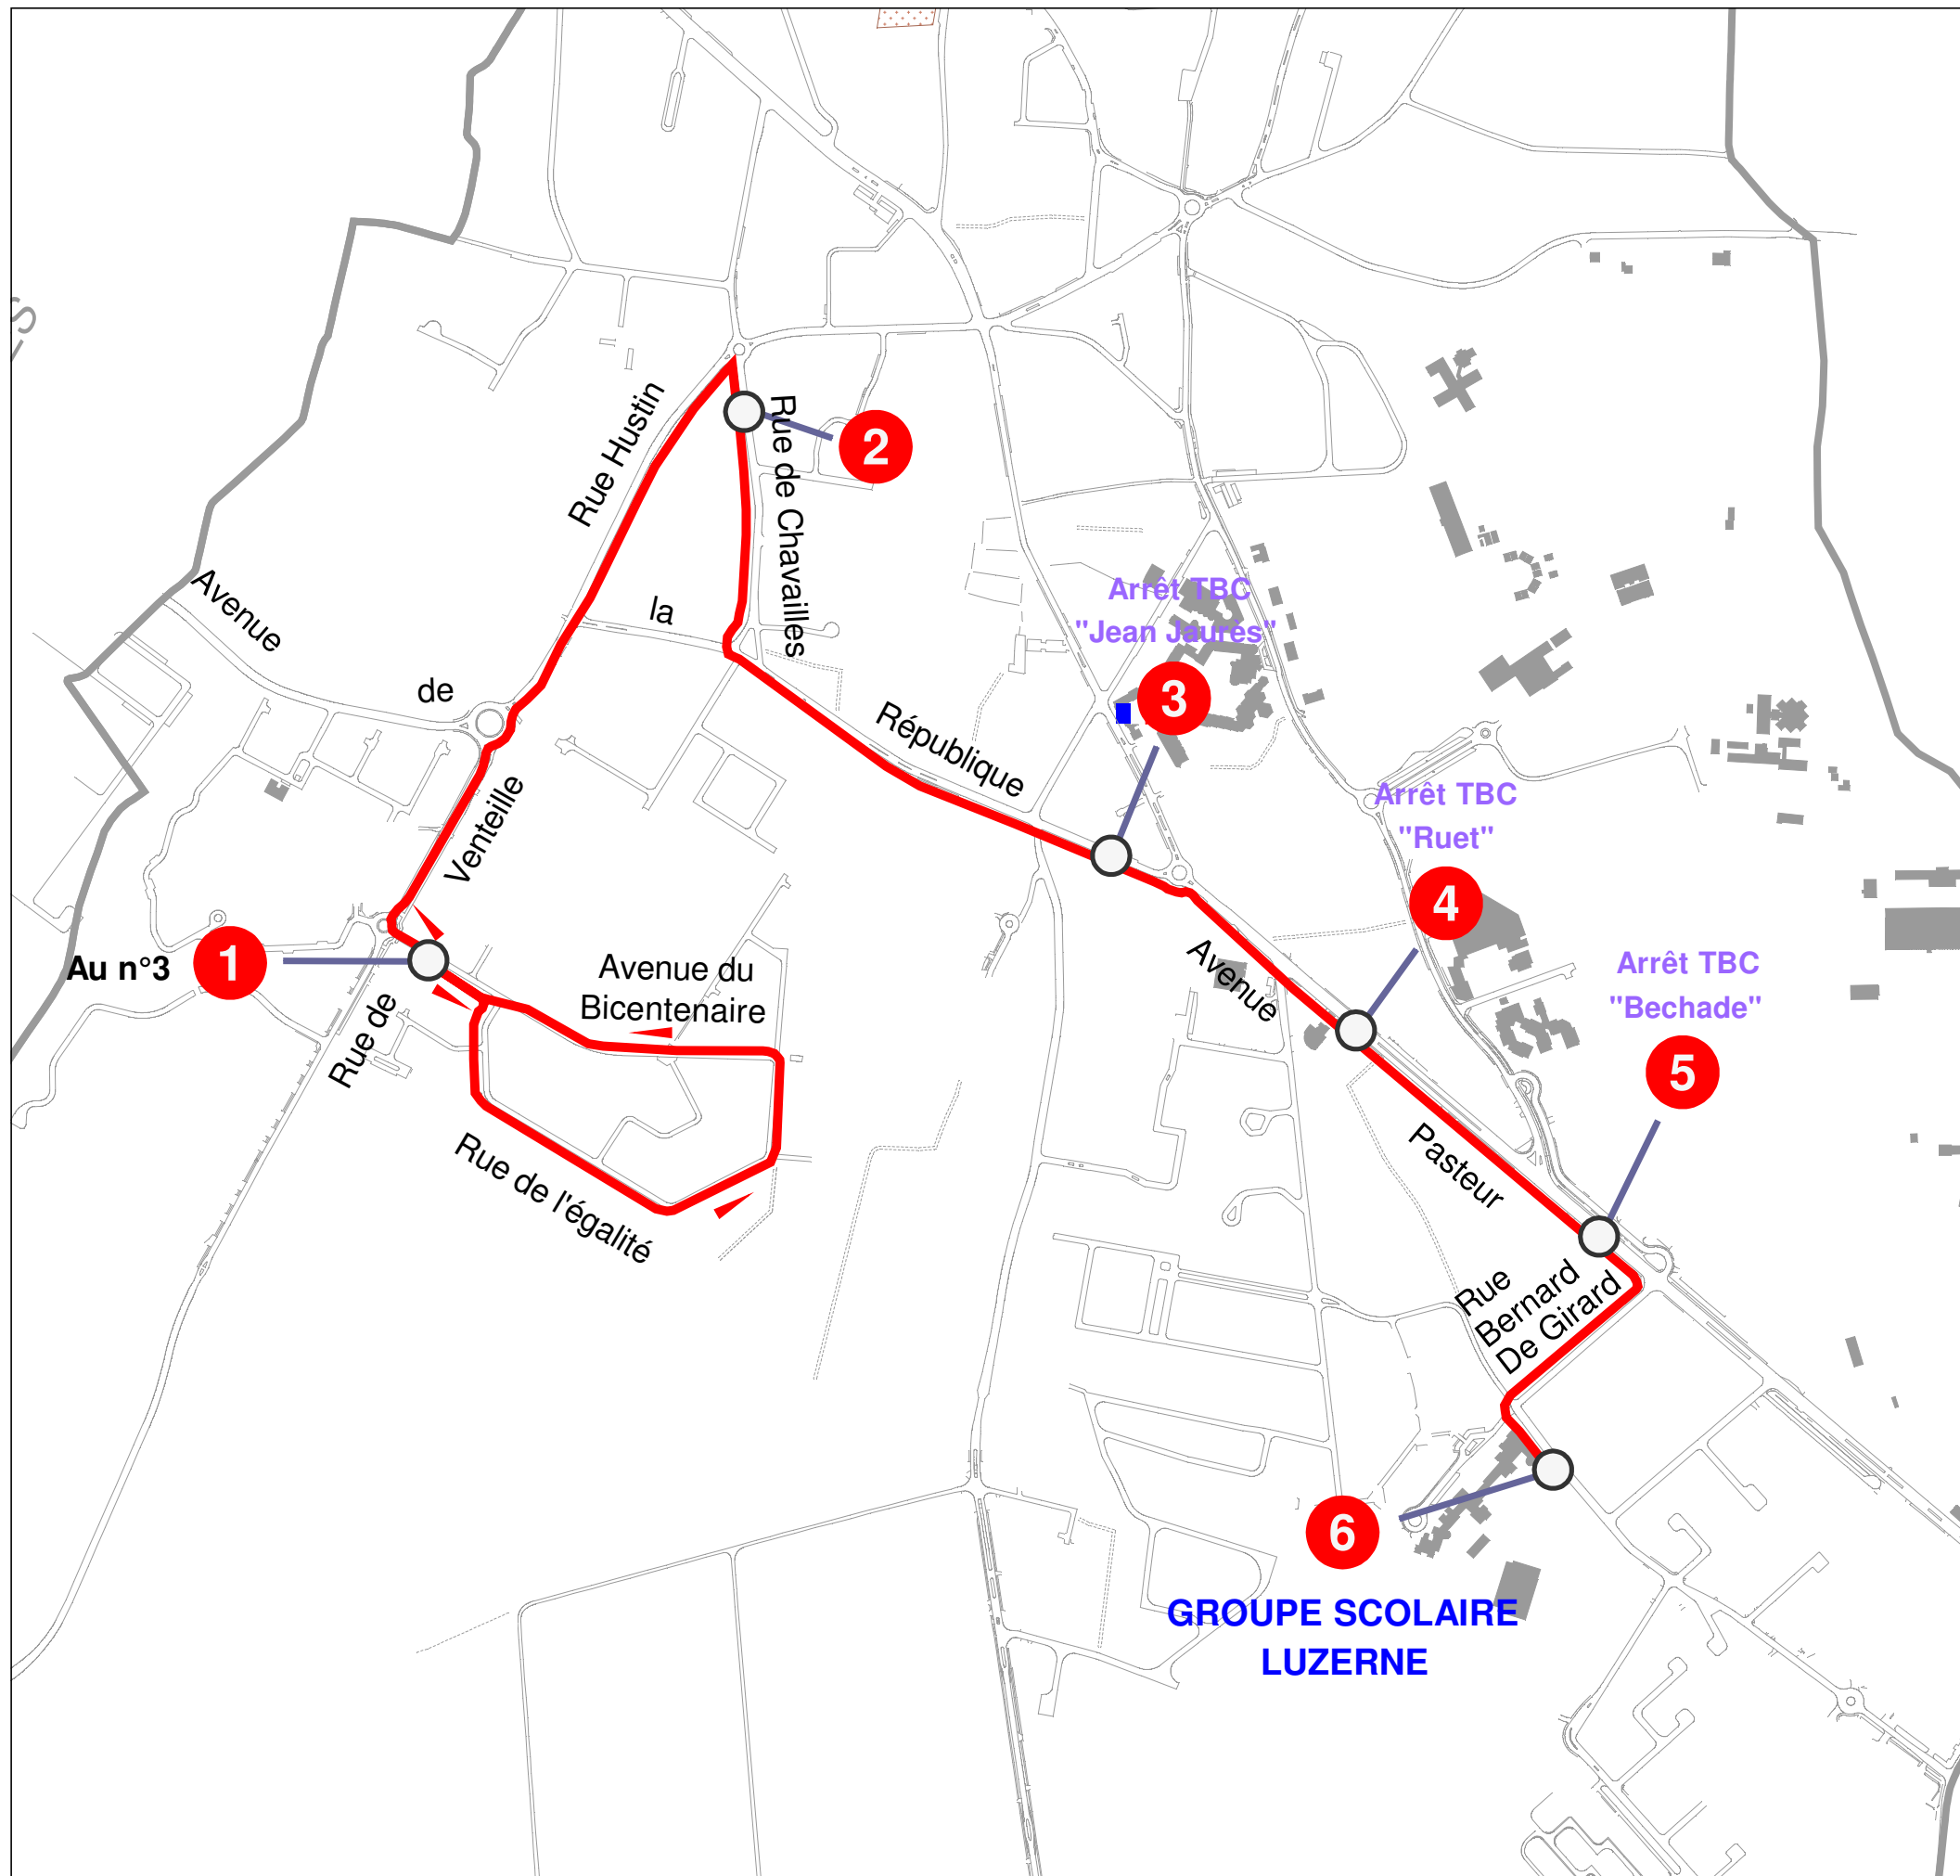 Rue Hustin
2
Rue de Chavailles
Avenue
de
la
République
Arrêt TBC
"Jean Jaurès"
3
Venteille
Arrêt TBC
"Ruet"
4
Au n°3
1
Avenue du
Bicentenaire
Avenue
Pasteur
Arrêt TBC
"Bechade"
5
Rue de
Rue de l'égalité
Rue
Bernard
De Girard
6
GROUPE SCOLAIRE
LUZERNE